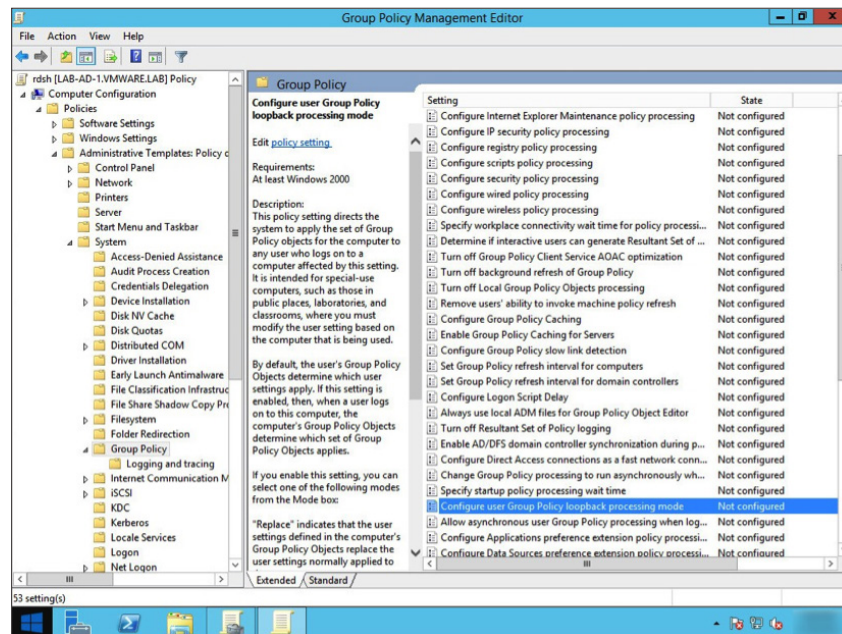 Group Policy Management Editor
File Action View Help
rdsh [LAB-AD-1.VMWARE.LAB] Policy
Computer Configuration
Policies
Software Settings
Windows Settings
Administrative Templates: Policy d
Control Panel
Network
Printers
Server
Start Menu and Taskbar
System
Access-Denied Assistance
Audit Process Creation
Credentials Delegation
Device Installation
Disk NV Cache
Disk Quotas
Distributed COM
Driver Installation
Early Launch Antimalware
File Classification Infrastruc
File Share Shadow Copy Pro
Filesystem
Folder Redirection
Group Policy
Logging and tracing
Internet Communication M
iSCSI
KDC
Kerberos
Locale Services
Logon
Net Logon
Group Policy
Configure user Group Policy
loopback processing mode
Edit policy setting
Requirements:
At least Windows 2000
Description:
This policy setting directs the
system to apply the set of Group
Policy objects for the computer to
any user who logs on to a
computer affected by this setting.
It is intended for special-use
computers, such as those in
public places, laboratories, and
classrooms, where you must
modify the user setting based on
the computer that is being used.
By default, the user's Group Policy
Objects determine which user
settings apply. If this setting is
enabled, then, when a user logs
on to this computer, the
computer's Group Policy Objects
determine which set of Group
Policy Objects applies.
If you enable this setting, you can
select one of the following modes
from the Mode box:
"Replace" indicates that the user
settings defined in the computer's
Group Policy Objects replace the
user settings normally applied to
Setting State
Configure Internet Explorer Maintenance policy processing Not configured
Configure IP security policy processing Not configured
Configure registry policy processing Not configured
Configure scripts policy processing Not configured
Configure security policy processing Not configured
Configure wired policy processing Not configured
Configure wireless policy processing Not configured
Specify workplace connectivity wait time for policy processi... Not configured
Determine if interactive users can generate Resultant Set of ... Not configured
Turn off Group Policy Client Service AOAC optimization Not configured
Turn off background refresh of Group Policy Not configured
Turn off Local Group Policy Objects processing Not configured
Remove users' ability to invoke machine policy refresh Not configured
Configure Group Policy Caching Not configured
Enable Group Policy Caching for Servers Not configured
Configure Group Policy slow link detection Not configured
Set Group Policy refresh interval for computers Not configured
Set Group Policy refresh interval for domain controllers Not configured
Configure Logon Script Delay Not configured
Always use local ADM files for Group Policy Object Editor Not configured
Turn off Resultant Set of Policy logging Not configured
Enable AD/DFS domain controller synchronization during p... Not configured
Configure Direct Access connections as a fast network conn... Not configured
Change Group Policy processing to run asynchronously wh... Not configured
Specify startup policy processing wait time Not configured
Configure user Group Policy loopback processing mode Not configured
Allow asynchronous user Group Policy processing when log... Not configured
Configure Applications preference extension policy processi... Not configured
Configure Data Sources preference extension policy processi... Not configured
Extended Standard
53 setting(s)